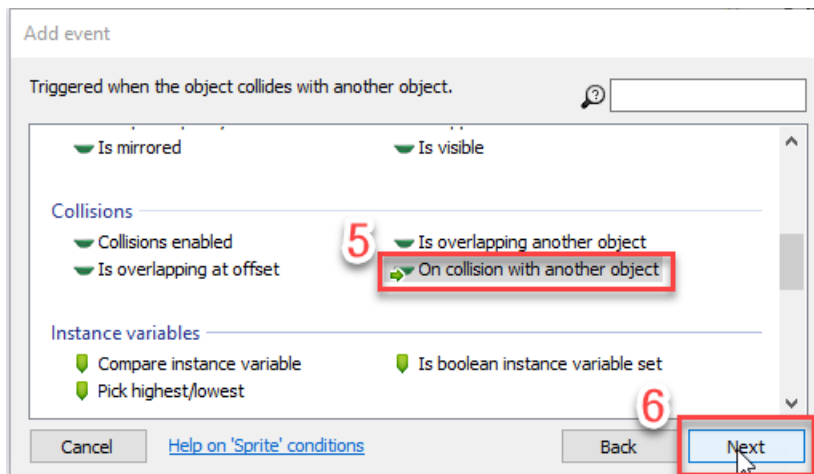 Add event
Triggered when the object collides with another object.
Is mirrored Is visible
Collisions
5
Collisions enabled Is overlapping another object
Is overlapping at offset On collision with another object
Instance variables
Compare instance variable Is boolean instance variable set
Pick highest/lowest
6
Cancel Help on 'Sprite' conditions Back Next